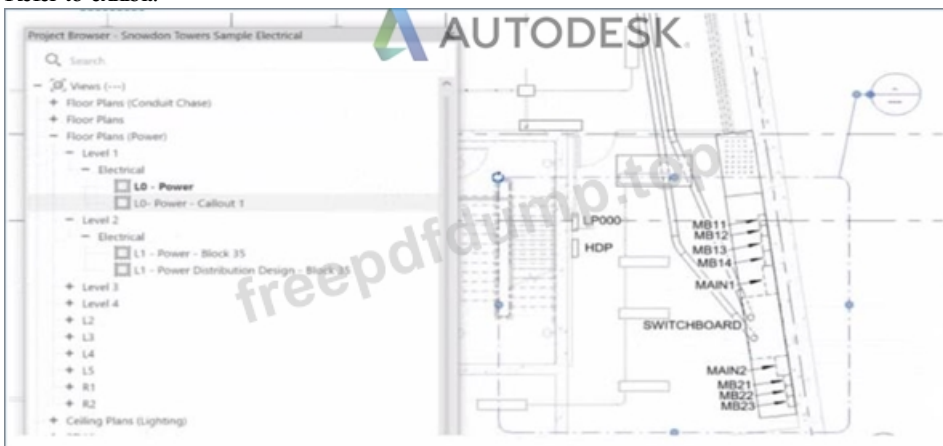 AUTODESK.
Project Browser - Snowdon Towers Sample Electrical
Search
Views (---)
Floor Plans (Conduit Chase)
Floor Plans
Floor Plans (Power)
Level 1
Electrical
L0 - Power
L0- Power - Callout 1
Level 2
Electrical
L1 - Power - Block 35
L1 - Power Distribution Design - Block 35
Level 3
Level 4
L2
L3
L4
L5
R1
R2
Ceiling Plans (Lighting)
LP000
HDP
MB11
MB12
MB13
MB14
MAIN1
SWITCHBOARD
MAIN2
MB21
MB22
MB23
freepdfdump.top